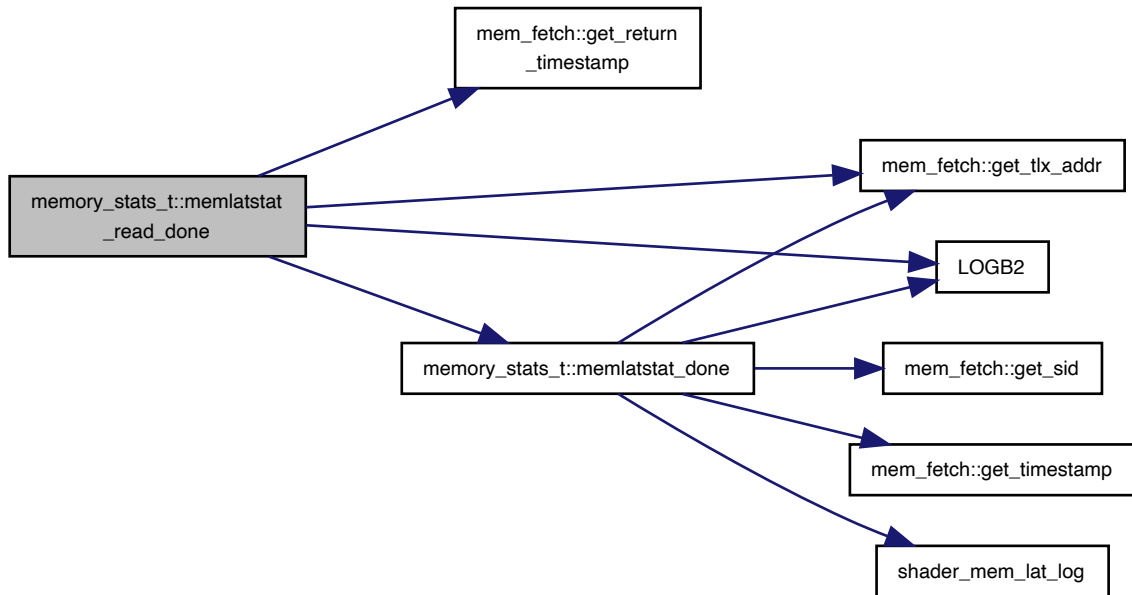 mem_fetch::get_return
_timestamp
memory_stats_t::memlatstat
_read_done
mem_fetch::get_tlx_addr
LOGB2
memory_stats_t::memlatstat_done
mem_fetch::get_sid
mem_fetch::get_timestamp
shader_mem_lat_log